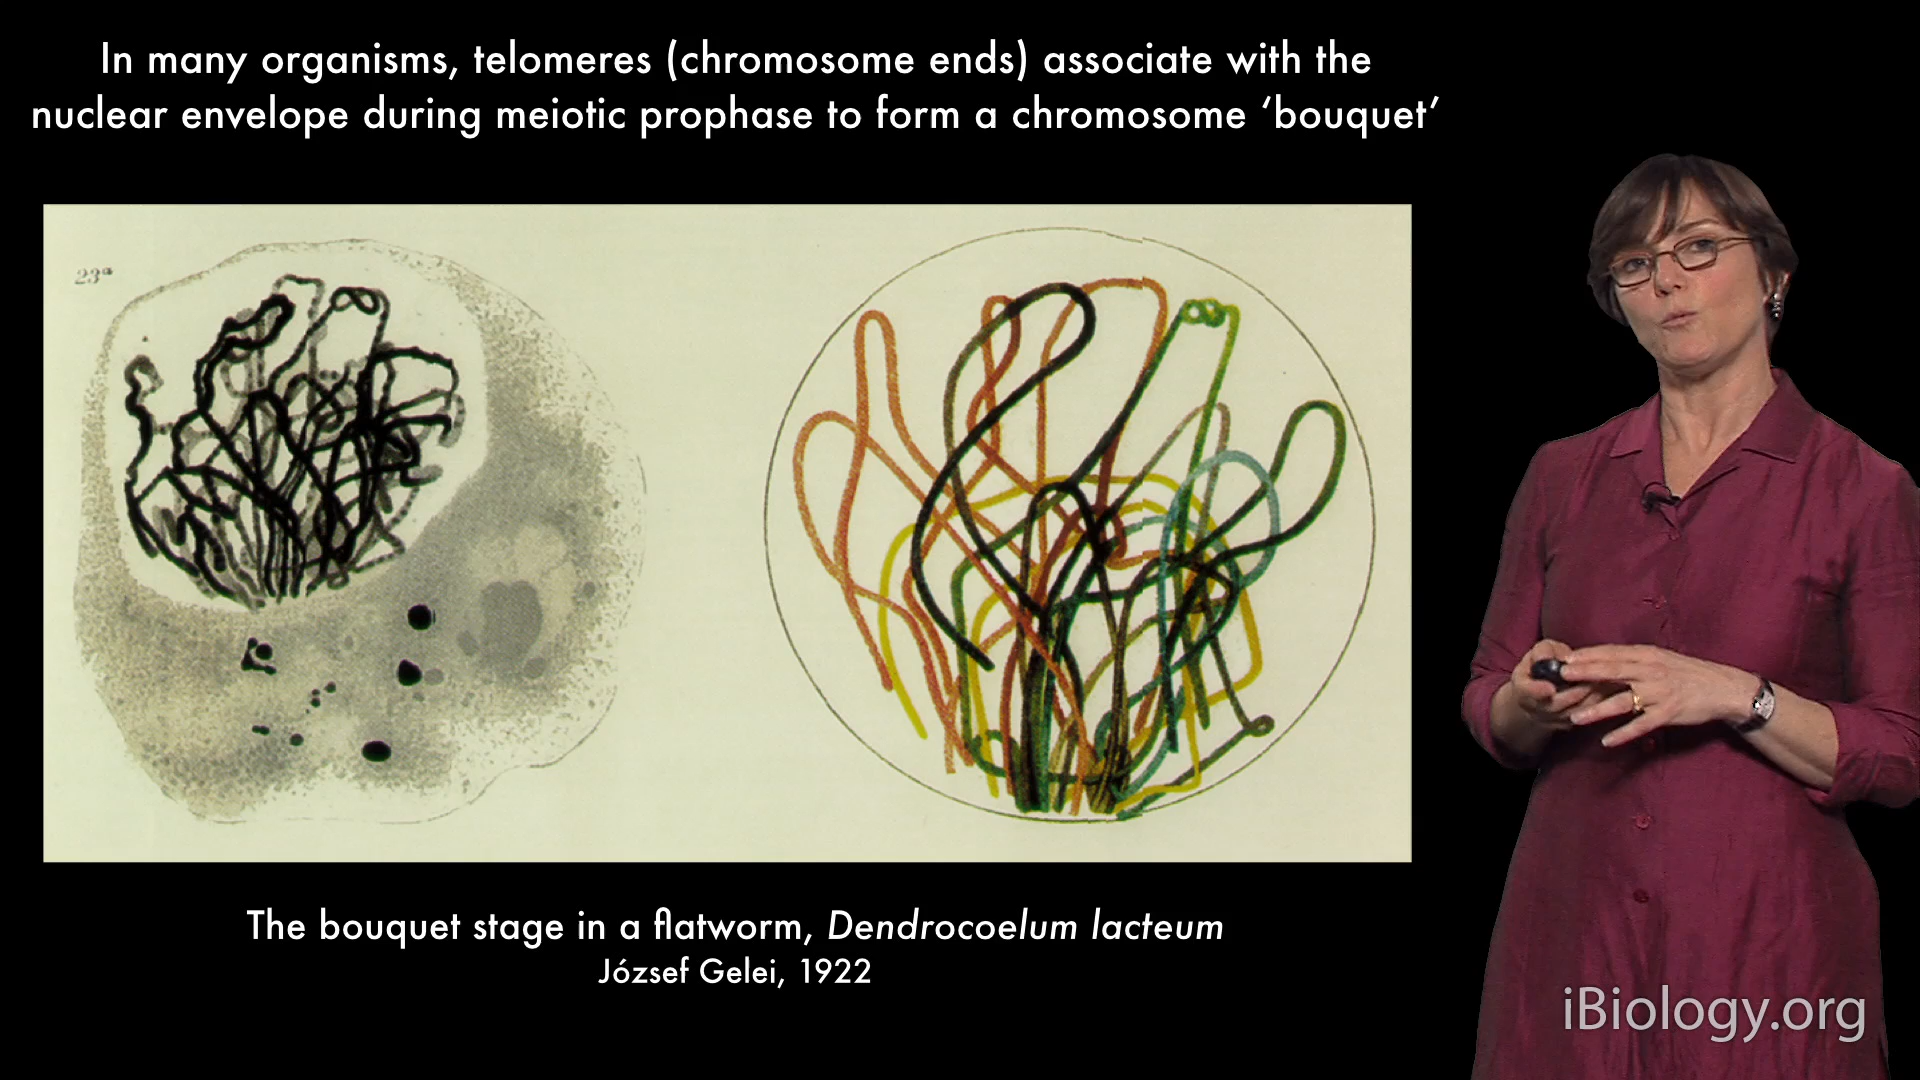 In many organisms, telomeres (chromosome ends) associate with the
nuclear envelope during meiotic prophase to form a chromosome ‘bouquet’
23a
The bouquet stage in a flatworm, Dendrocoelum lacteum
József Gelei, 1922
iBiology.org